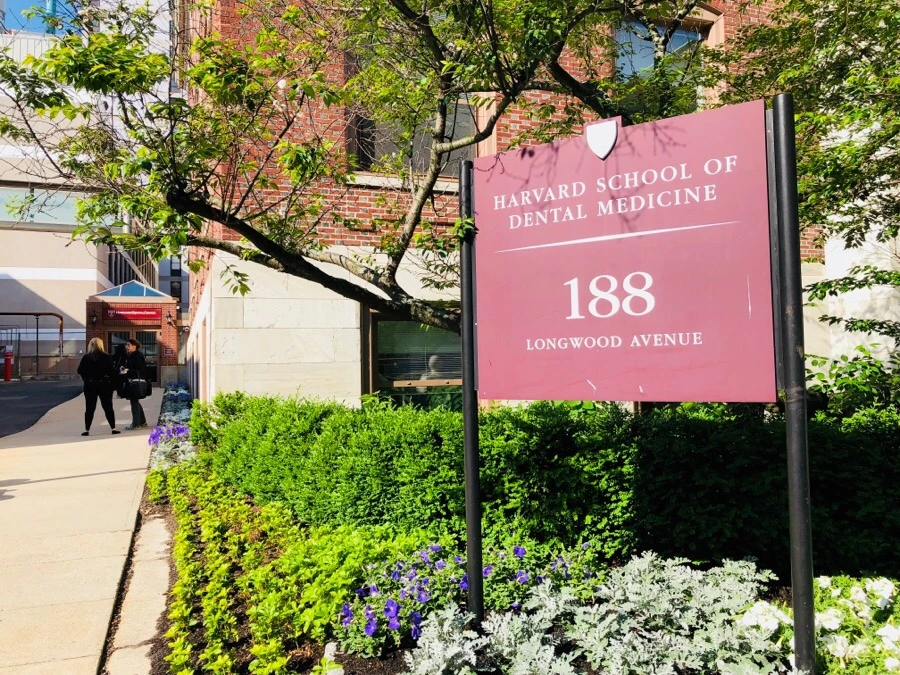 HARVARD SCHOOL OF
DENTAL MEDICINE
188
LONGWOOD AVENUE